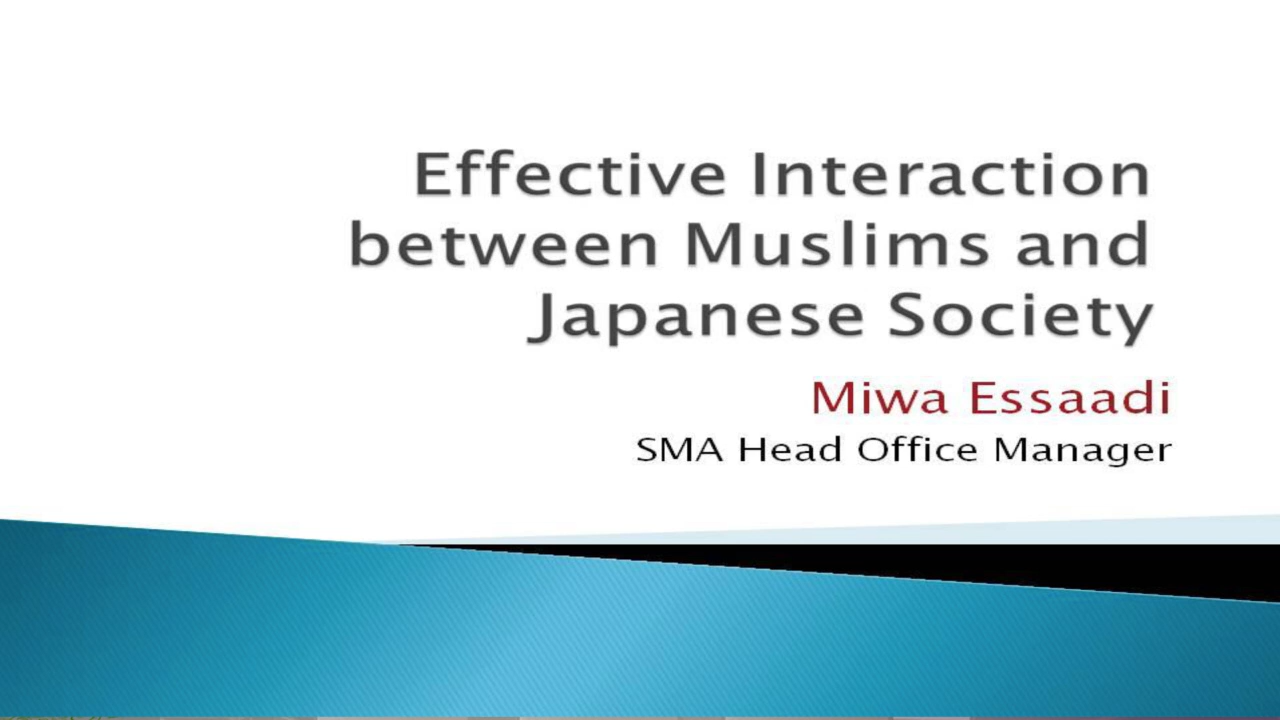 Effective Interaction
between Muslims and
Japanese Society
Miwa Essaadi
SMA Head Office Manager